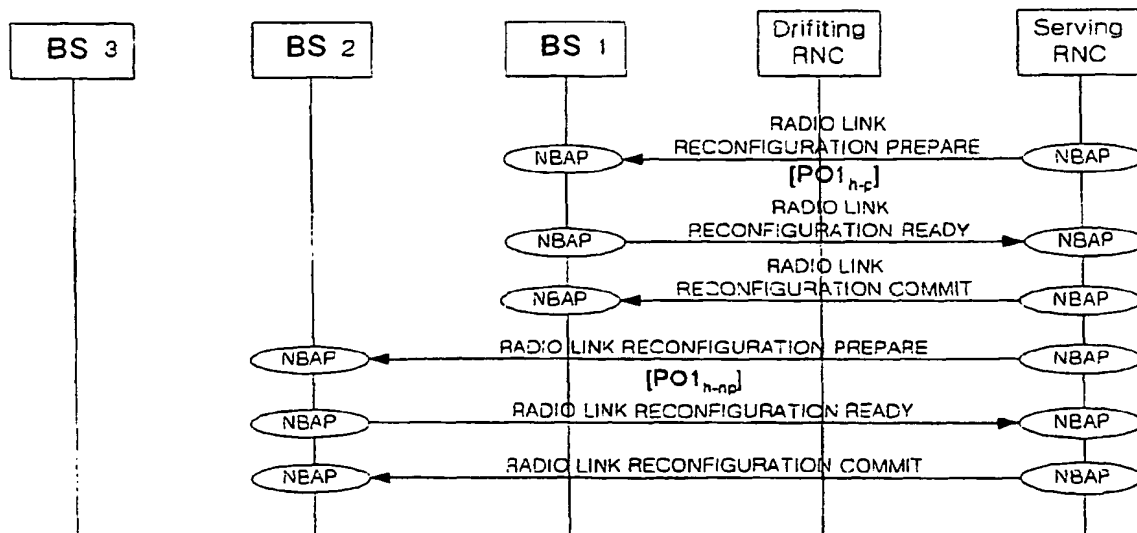 BS 3
BS 2
BS 1
Drifiting
RNC
Serving
RNC
RADIO LINK
NBAP
RECONFIGURATION PREPARE
NBAP
[PO1h-p]
RADIO LINK
NBAP
RECONFIGURATION READY
NBAP
RADIO LINK
NBAP
RECONFIGURATION COMMIT
NBAP
NBAP
RADIO LINK RECONFIGURATION PREPARE
NBAP
[PO1h-np]
NBAP
RADIO LINK RECONFIGURATION READY
NBAP
NBAP
RADIO LINK RECONFIGURATION COMMIT
NBAP